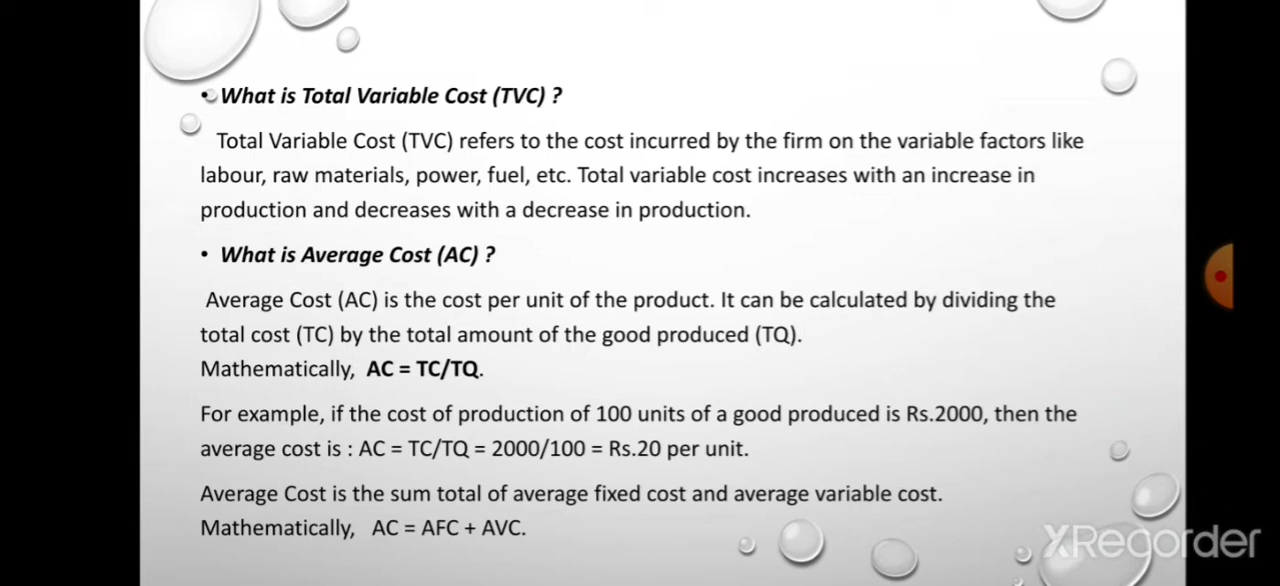 • What is Total Variable Cost (TVC) ?
Total Variable Cost (TVC) refers to the cost incurred by the firm on the variable factors like
labour, raw materials, power, fuel, etc. Total variable cost increases with an increase in
production and decreases with a decrease in production.
• What is Average Cost (AC) ?
Average Cost (AC) is the cost per unit of the product. It can be calculated by dividing the
total cost (TC) by the total amount of the good produced (TQ).
Mathematically, AC = TC/TQ.
For example, if the cost of production of 100 units of a good produced is Rs.2000, then the
average cost is : AC = TC/TQ = 2000/100 = Rs.20 per unit.
Average Cost is the sum total of average fixed cost and average variable cost.
Mathematically, AC = AFC + AVC.
XRecorder